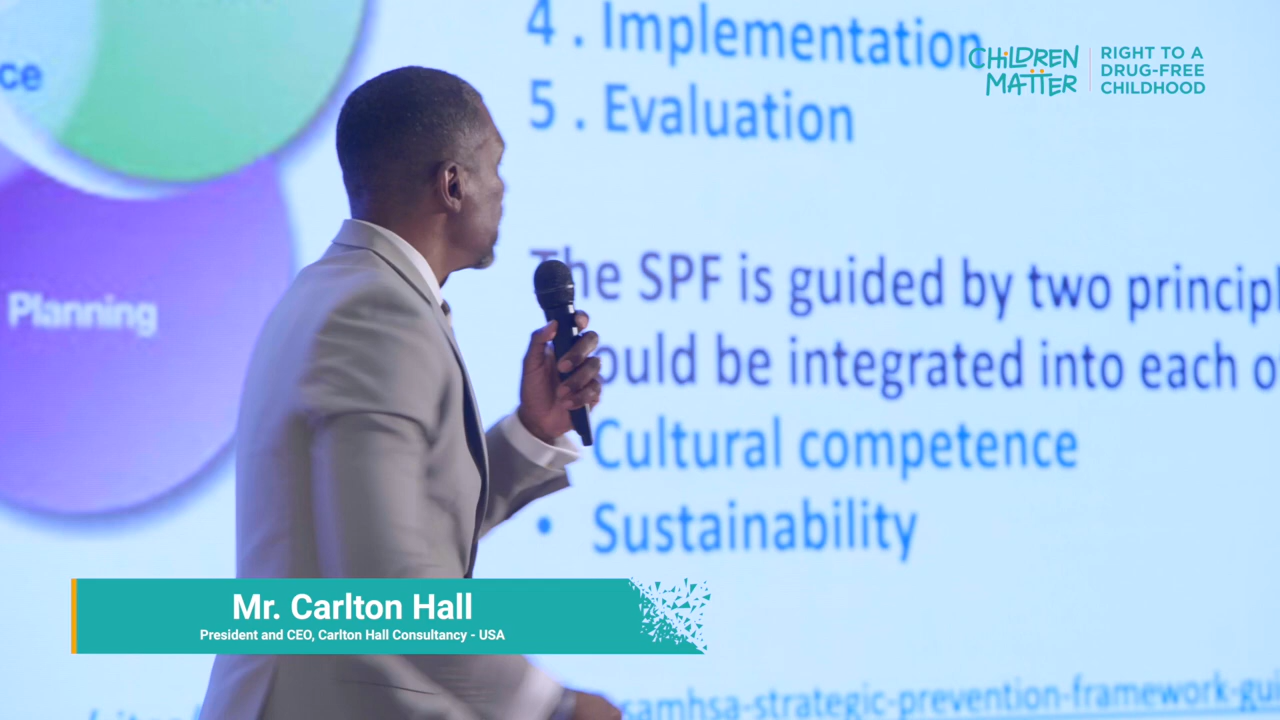 ce
Planning
4 . Implementation
5 . Evaluation
CHiLDREN
MATTER
RIGHT TO A
DRUG-FREE
CHILDHOOD
The SPF is guided by two princip
ould be integrated into each o
Cultural competence
• Sustainability
Mr. Carlton Hall
President and CEO, Carlton Hall Consultancy - USA
samhsa-strategic-prevention-framework-gui